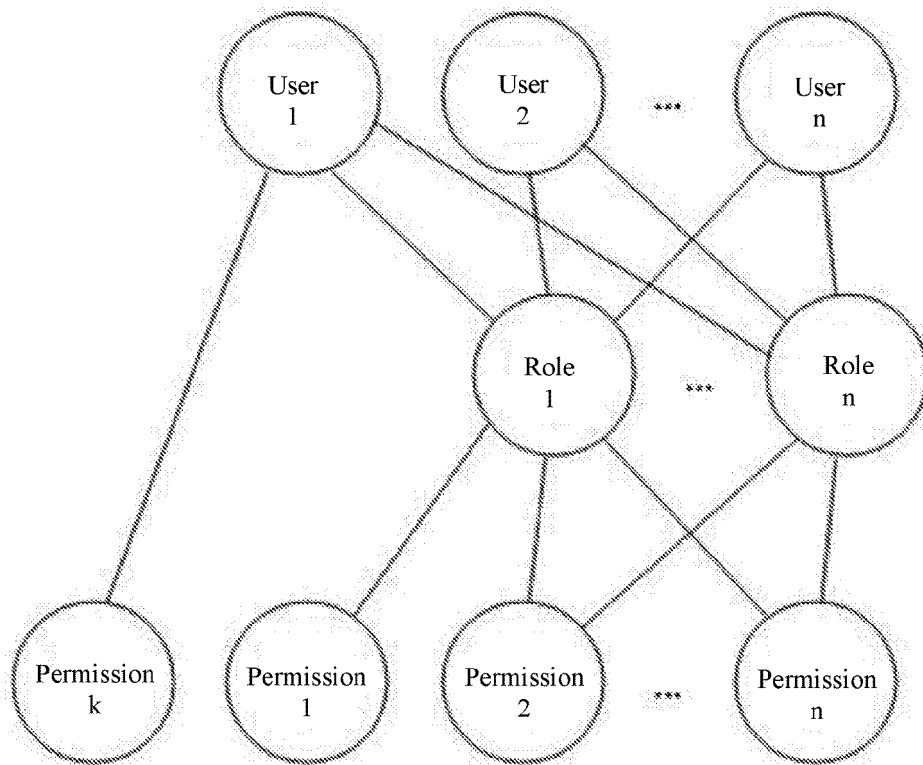 User
1
User
2
***
User
n
Role
1
***
Role
n
Permission
k
Permission
1
Permission
2
***
Permission
n